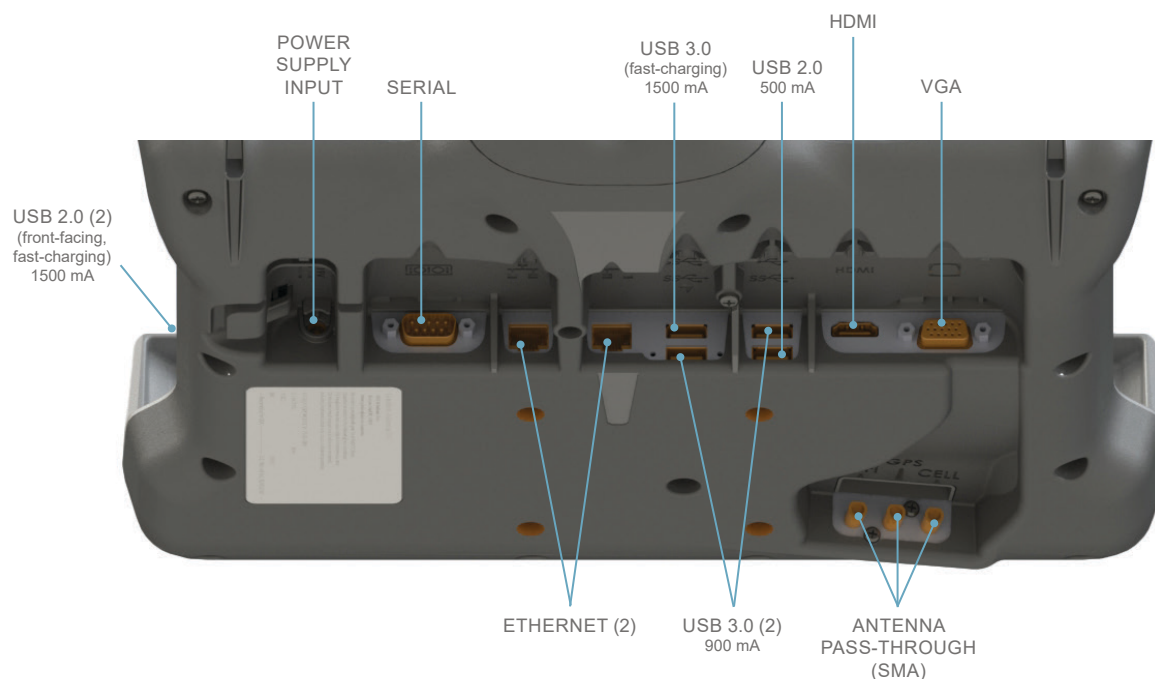 HDMI
POWER
SUPPLY
INPUT
SERIAL
USB 3.0
(fast-charging)
1500 mA
USB 2.0
500 mA
VGA
USB 2.0 (2)
(front-facing,
fast-charging)
1500 mA
HDMI
GPS
CELL
ETHERNET (2)
USB 3.0 (2)
900 mA
ANTENNA
PASS-THROUGH
(SMA)